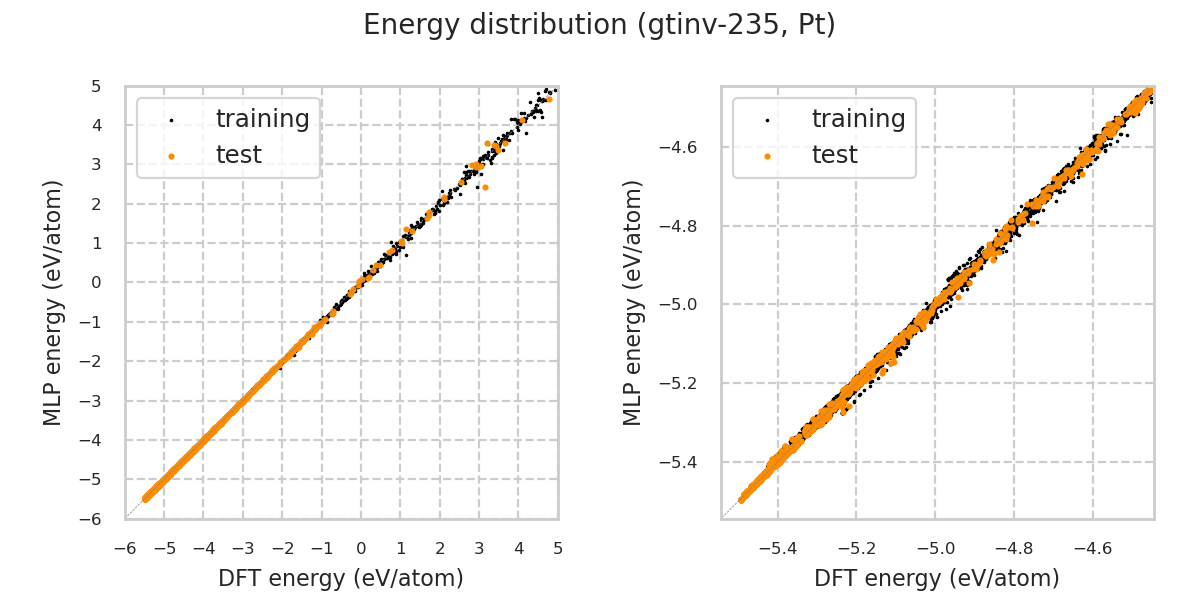 Energy distribution (gtinv-235, Pt)
training
test
5
4
3
2
1
0
−1
−2
−3
−4
−5
−6
−6 −5 −4 −3 −2 −1 0 1 2 3 4 5
MLP energy (eV/atom)
DFT energy (eV/atom)
training
test
−4.6
−4.8
−5.0
−5.2
−5.4
−5.4 −5.2 −5.0 −4.8 −4.6
MLP energy (eV/atom)
DFT energy (eV/atom)